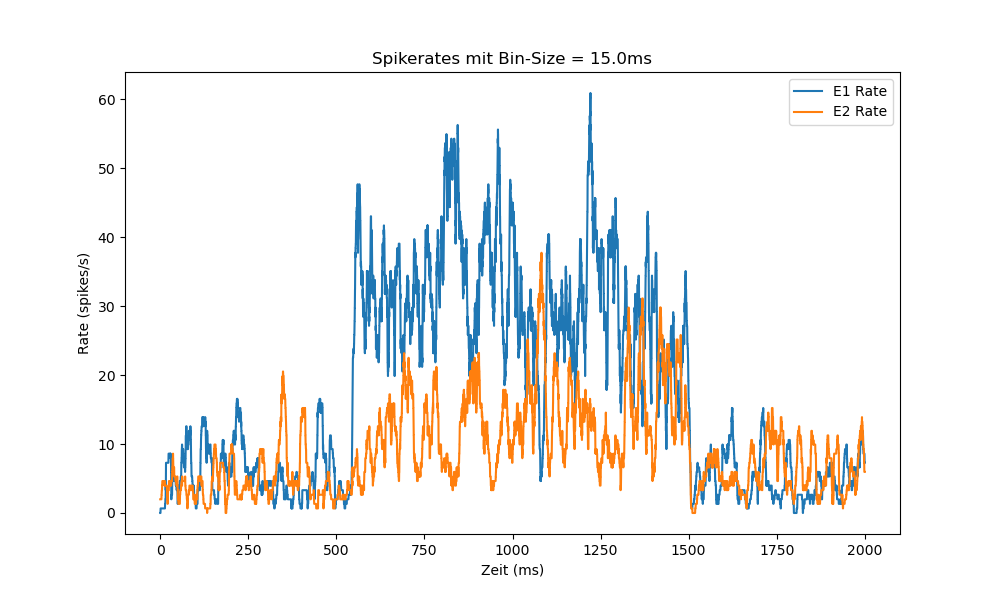 Spikerates mit Bin-Size = 15.0ms
E1 Rate
E2 Rate
60
50
40
30
20
10
0
Rate (spikes/s)
0 250 500 750 1000 1250 1500 1750 2000
Zeit (ms)